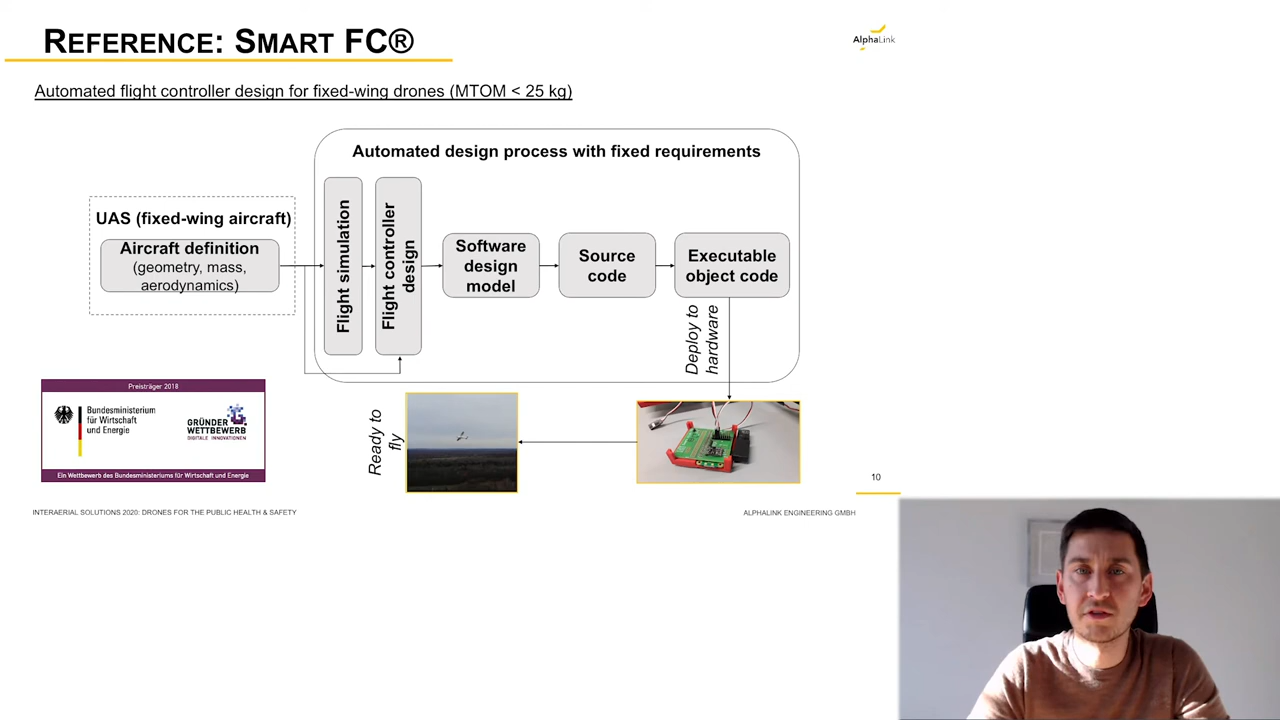 REFERENCE: SMART FC®
AlphaLink
Automated flight controller design for fixed-wing drones (MTOM < 25 kg)
Automated design process with fixed requirements
UAS (fixed-wing aircraft)
Aircraft definition
(geometry, mass,
aerodynamics)
Flight simulation
Flight controller
design
Software
design
model
Source
code
Executable
object code
Deploy to
hardware
Ready to
fly
Preisträger 2018
Bundesministerium
für Wirtschaft
und Energie
GRÜNDER
WETTBEWERB
DIGITALE INNOVATIONEN
Ein Wettbewerb des Bundesministeriums für Wirtschaft und Energie
10
INTERAERIAL SOLUTIONS 2020: DRONES FOR THE PUBLIC HEALTH & SAFETY
ALPHALINK ENGINEERING GMBH